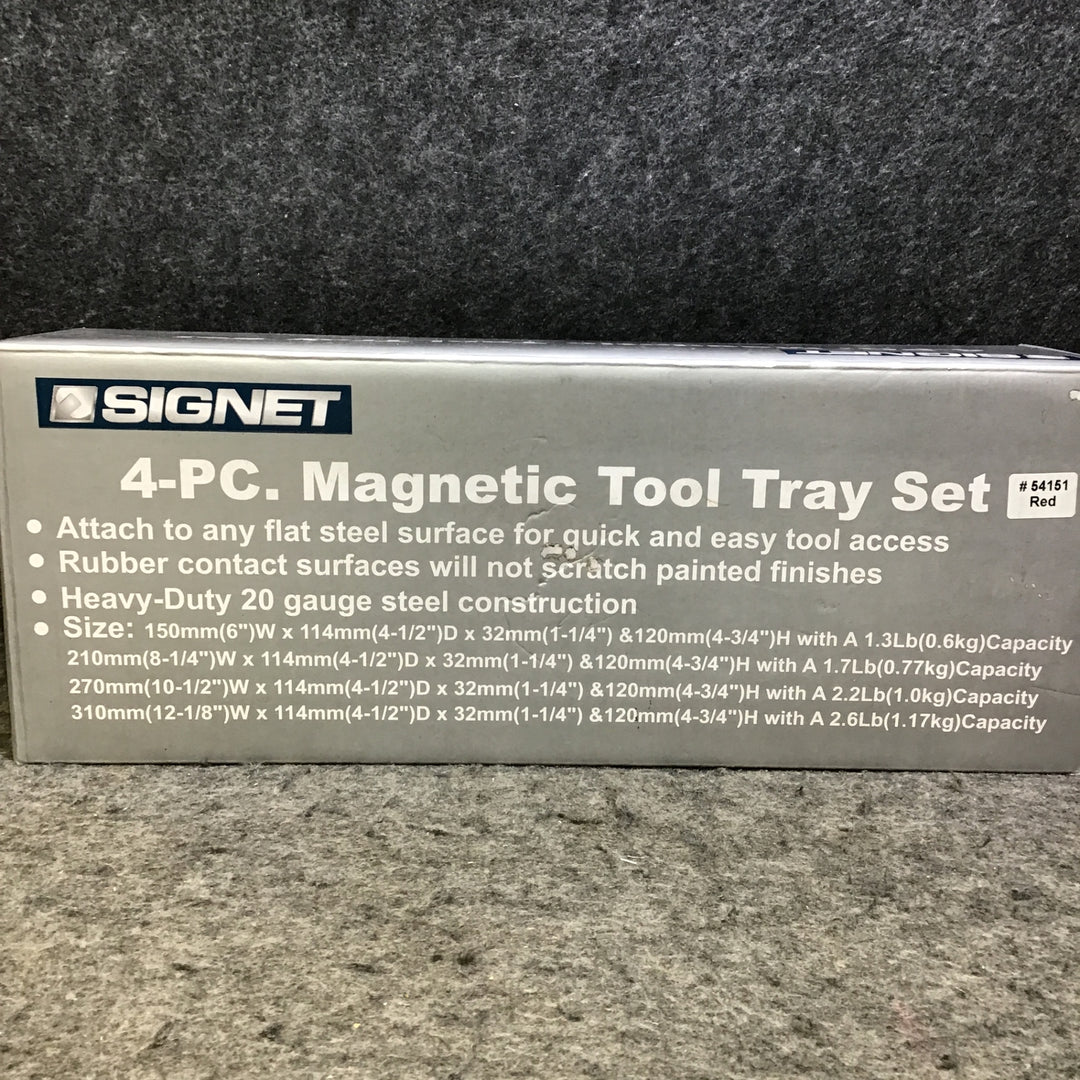 SIGNET
4-PC. Magnetic Tool Tray Set
# 54151
Red
• Attach to any flat steel surface for quick and easy tool access
• Rubber contact surfaces will not scratch painted finishes
• Heavy-Duty 20 gauge steel construction
• Size: 150mm(6")W x 114mm(4-1/2")D x 32mm(1-1/4") &120mm(4-3/4")H with A 1.3Lb(0.6kg)Capacity
210mm(8-1/4")W x 114mm(4-1/2")D x 32mm(1-1/4") &120mm(4-3/4")H with A 1.7Lb(0.77kg)Capacity
270mm(10-1/2")W x 114mm(4-1/2")D x 32mm(1-1/4") &120mm(4-3/4")H with A 2.2Lb(1.0kg)Capacity
310mm(12-1/8")W x 114mm(4-1/2")D x 32mm(1-1/4") &120mm(4-3/4")H with A 2.6Lb(1.17kg)Capacity